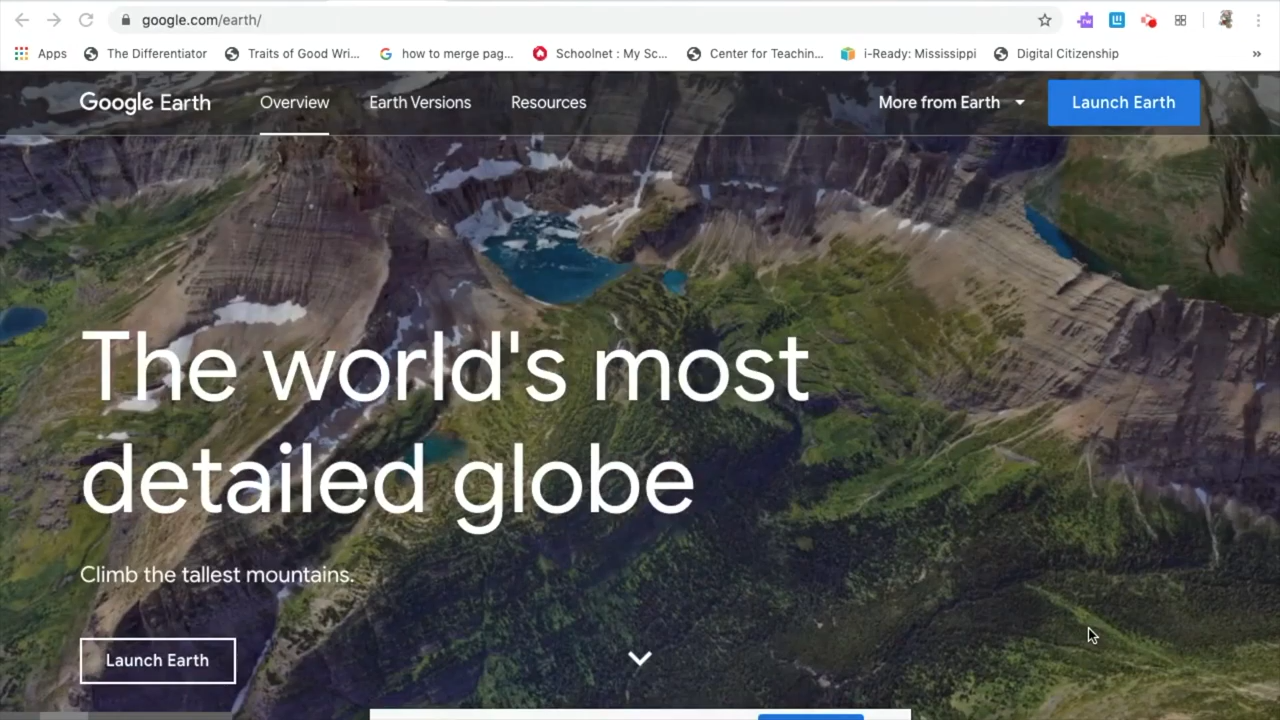 google.com/earth/
Apps The Differentiator Traits of Good Wri... how to merge pag... Schoolnet : My Sc... Center for Teachin... i-Ready: Mississippi Digital Citizenship »
Google Earth Overview Earth Versions Resources More from Earth Launch Earth
The world's most
detailed globe
Climb the tallest mountains.
Launch Earth